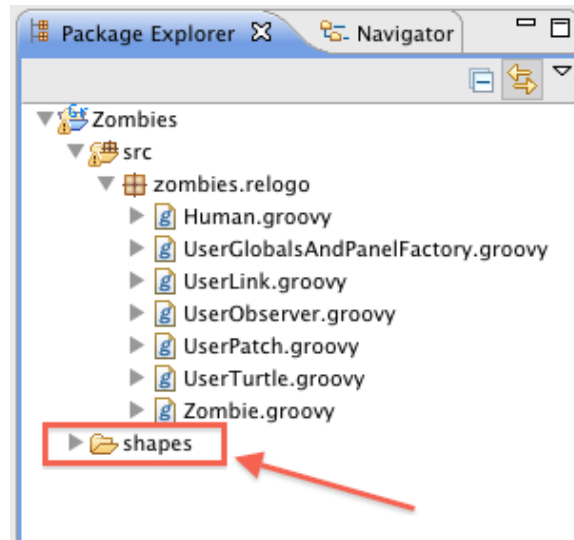 Package Explorer Navigator
Zombies
src
zombies.relogo
Human.groovy
UserGlobalsAndPanelFactory.groovy
UserLink.groovy
UserObserver.groovy
UserPatch.groovy
UserTurtle.groovy
Zombie.groovy
shapes